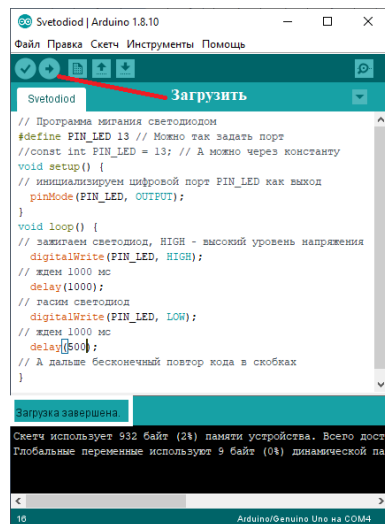 Svetodiod | Arduino 1.8.10
Файл Правка Скетч Инструменты Помощь
Svetodiod
Загрузить
// Программа мигания светодиодом
#define PIN_LED 13 // Можно так задать порт
//const int PIN_LED = 13; // А можно через константу
void setup() {
// инициализируем цифровой порт PIN_LED как выход
pinMode(PIN_LED, OUTPUT);
}
void loop() {
// зажигаем светодиод, HIGH - высокий уровень напряжения
digitalWrite(PIN_LED, HIGH);
// ждем 1000 мс
delay(1000);
// гасим светодиод
digitalWrite(PIN_LED, LOW);
// ждем 1000 мс
delay(500);
// А дальше бесконечный повтор кода в скобках
}
Загрузка завершена.
Скетч использует 932 байт (2%) памяти устройства. Всего дост
Глобальные переменные используют 9 байт (0%) динамической па
16
Arduino/Genuino Uno на COM4